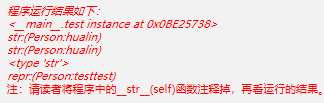 程序运行结果如下:
<__main__.test instance at 0x0BE25738>
str:(Person:hualin)
str:(Person:hualin)
<type 'str'>
repr:(Person:testtest)
注：请读者将程序中的__str__(self)函数注释掉，再看运行的结果。